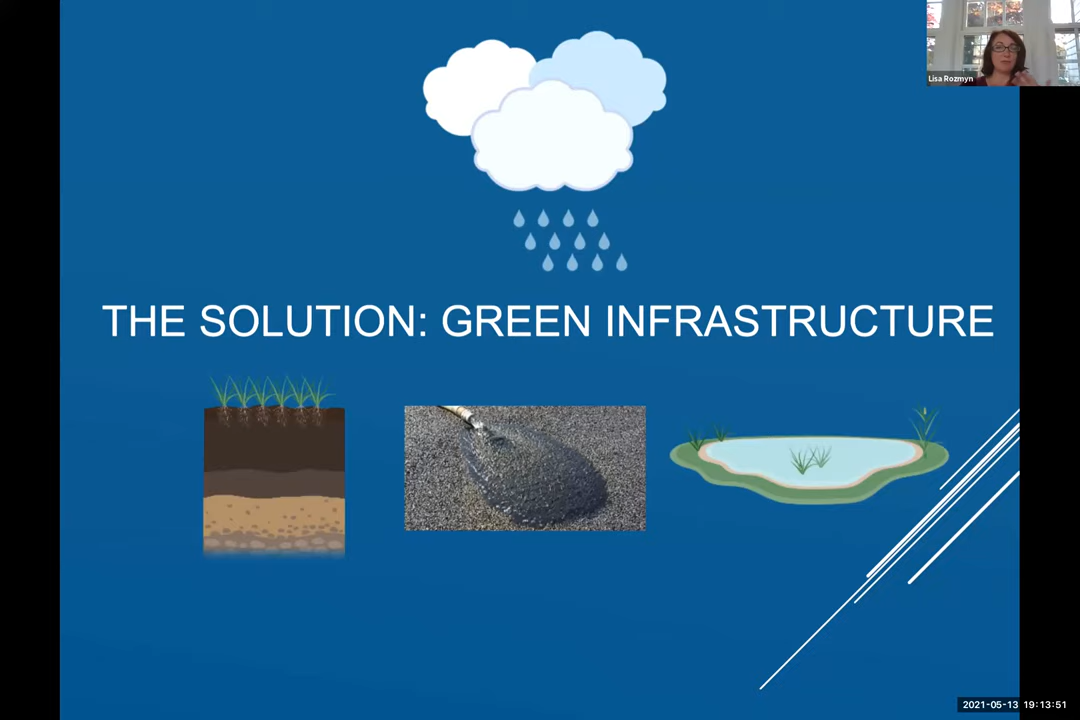 Lisa Rozmyn
THE SOLUTION: GREEN INFRASTRUCTURE
2021-05-13 19:13:51